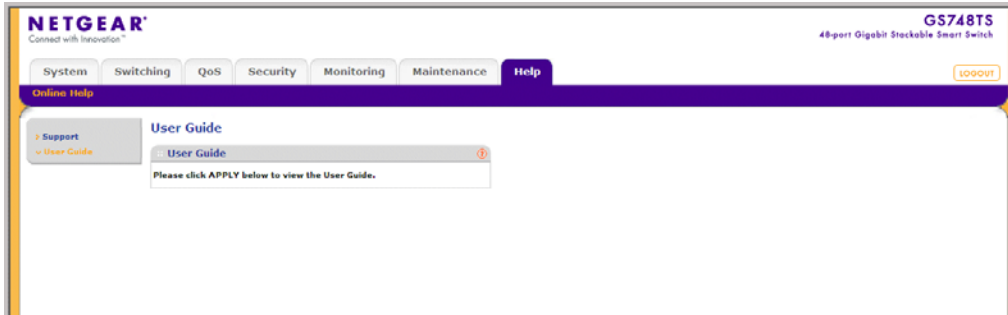 NETGEAR®
Connect with Innovation™
GS748TS
48-port Gigabit Stackable Smart Switch
System Switching QoS Security Monitoring Maintenance Help LOGOUT
Online Help
Support
User Guide
User Guide
User Guide
Please click APPLY below to view the User Guide.